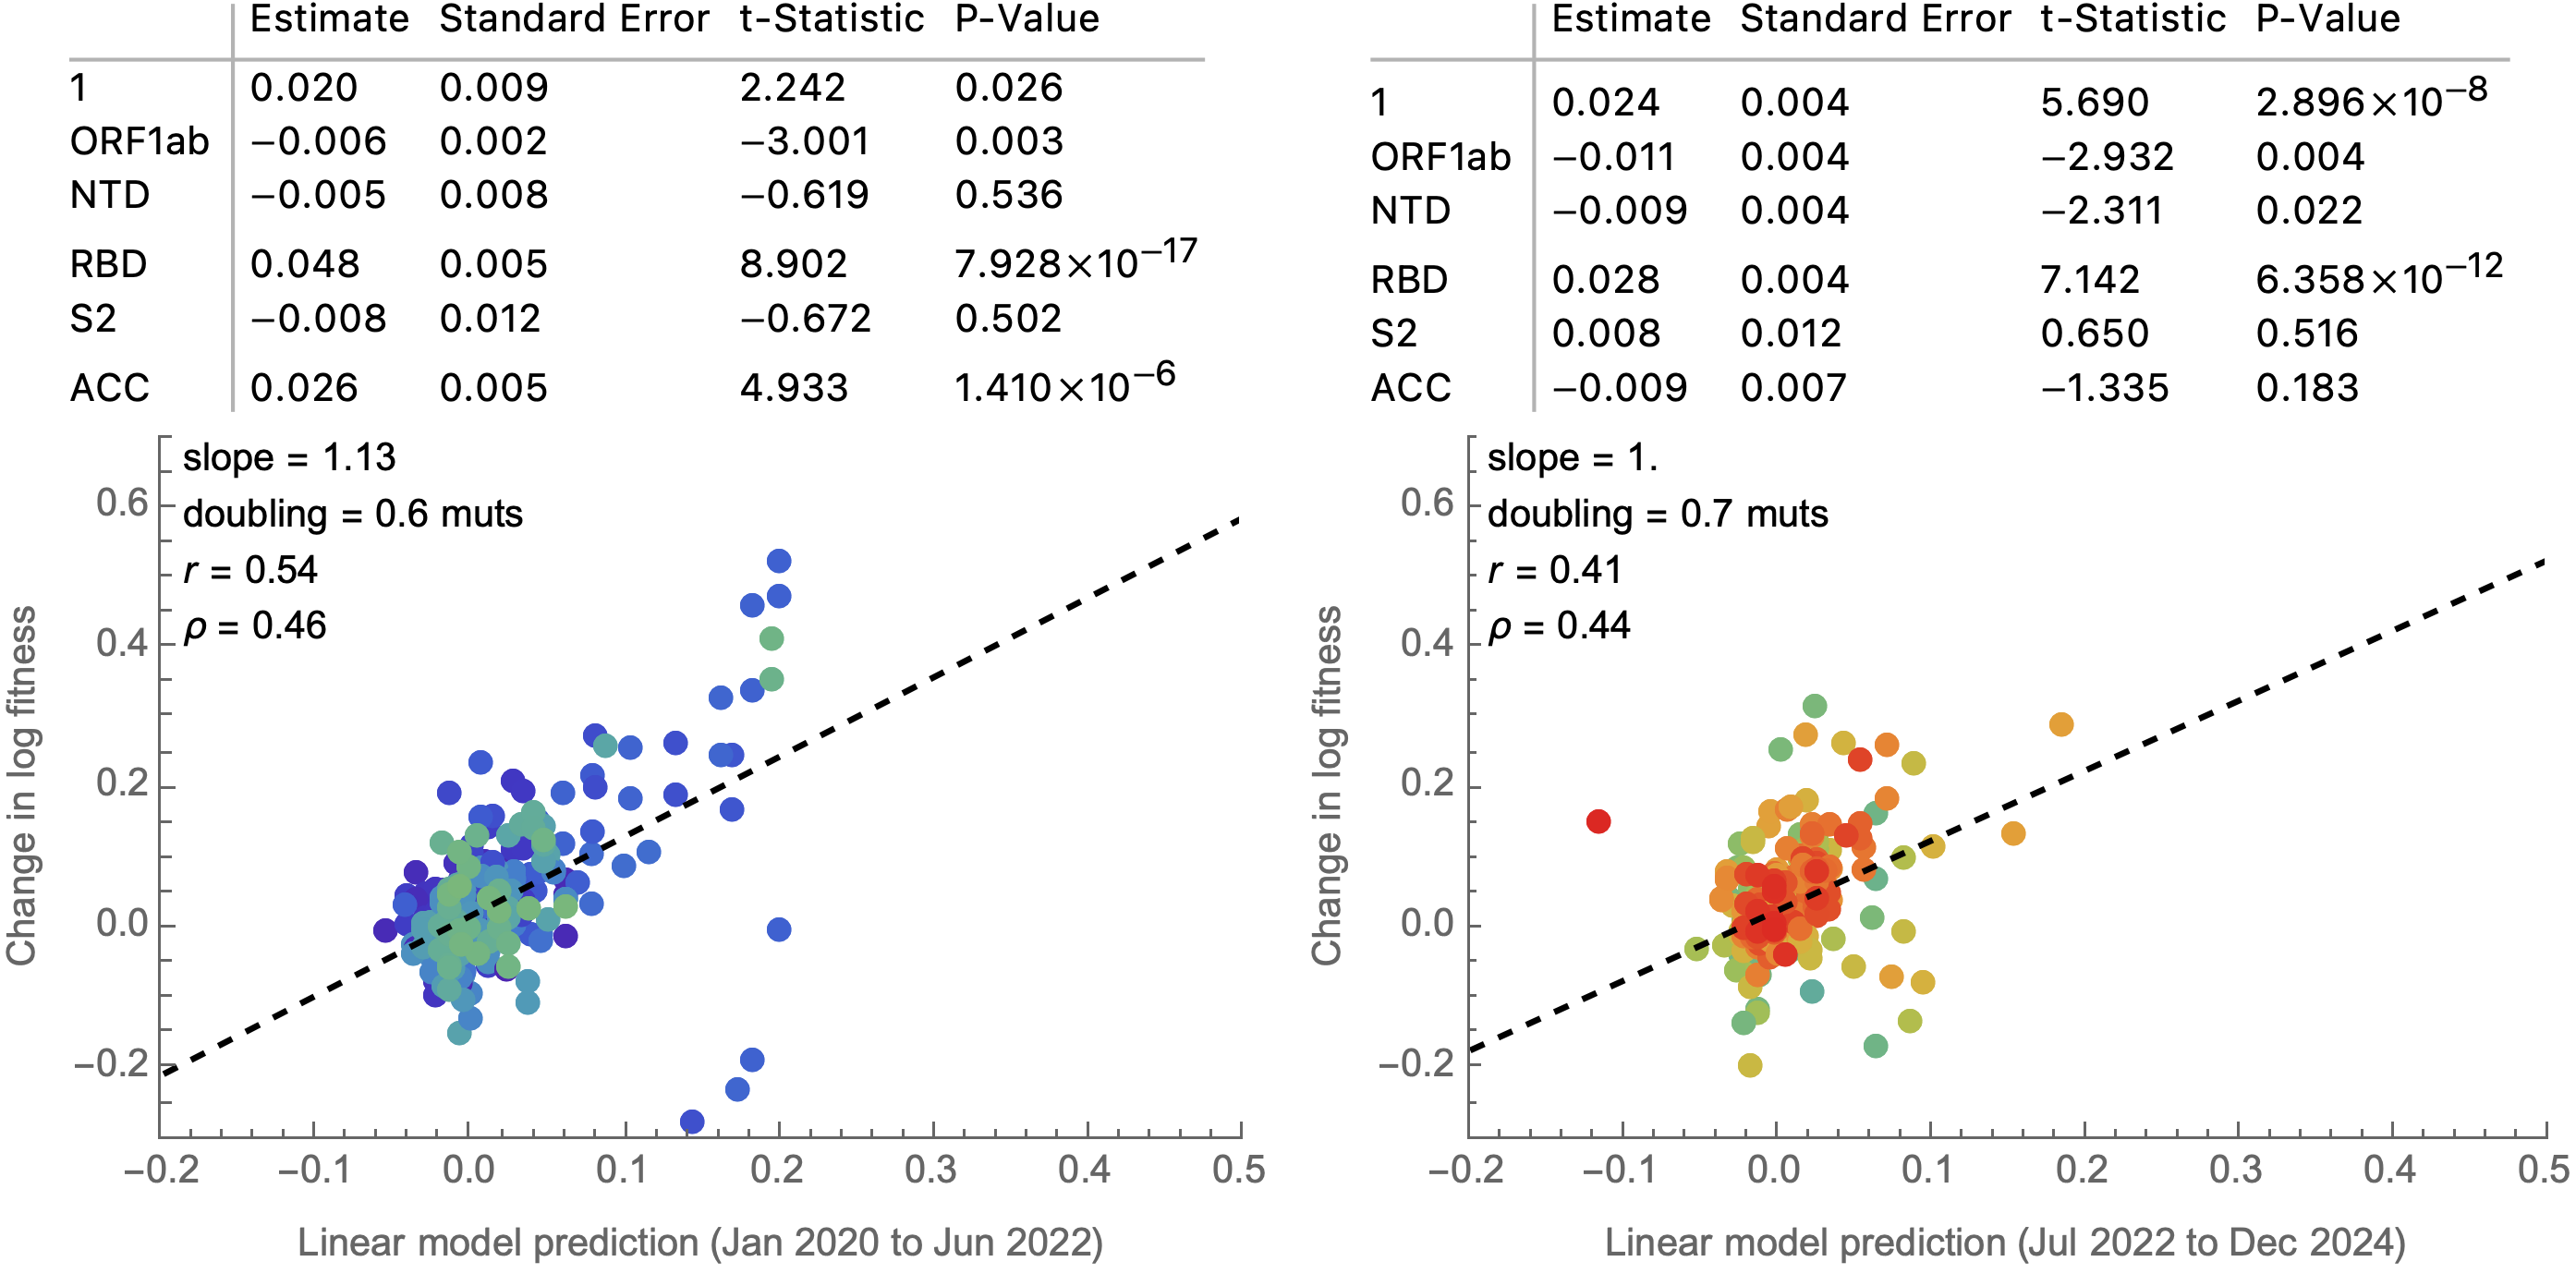 Estimate Standard Error t-Statistic P-Value
1 0.020 0.009 2.242 0.026
ORF1ab −0.006 0.002 −3.001 0.003
NTD −0.005 0.008 −0.619 0.536
RBD 0.048 0.005 8.902 7.928×10⁻¹⁷
S2 −0.008 0.012 −0.672 0.502
ACC 0.026 0.005 4.933 1.410×10⁻⁶
slope = 1.13
doubling = 0.6 muts
r = 0.54
ρ = 0.46
Change in log fitness
0.6
0.4
0.2
0.0
−0.2
−0.2 −0.1 0.0 0.1 0.2 0.3 0.4 0.5
Linear model prediction (Jan 2020 to Jun 2022)
Estimate Standard Error t-Statistic P-Value
1 0.024 0.004 5.690 2.896×10⁻⁸
ORF1ab −0.011 0.004 −2.932 0.004
NTD −0.009 0.004 −2.311 0.022
RBD 0.028 0.004 7.142 6.358×10⁻¹²
S2 0.008 0.012 0.650 0.516
ACC −0.009 0.007 −1.335 0.183
slope = 1.
doubling = 0.7 muts
r = 0.41
ρ = 0.44
Change in log fitness
0.6
0.4
0.2
0.0
−0.2
−0.2 −0.1 0.0 0.1 0.2 0.3 0.4 0.5
Linear model prediction (Jul 2022 to Dec 2024)